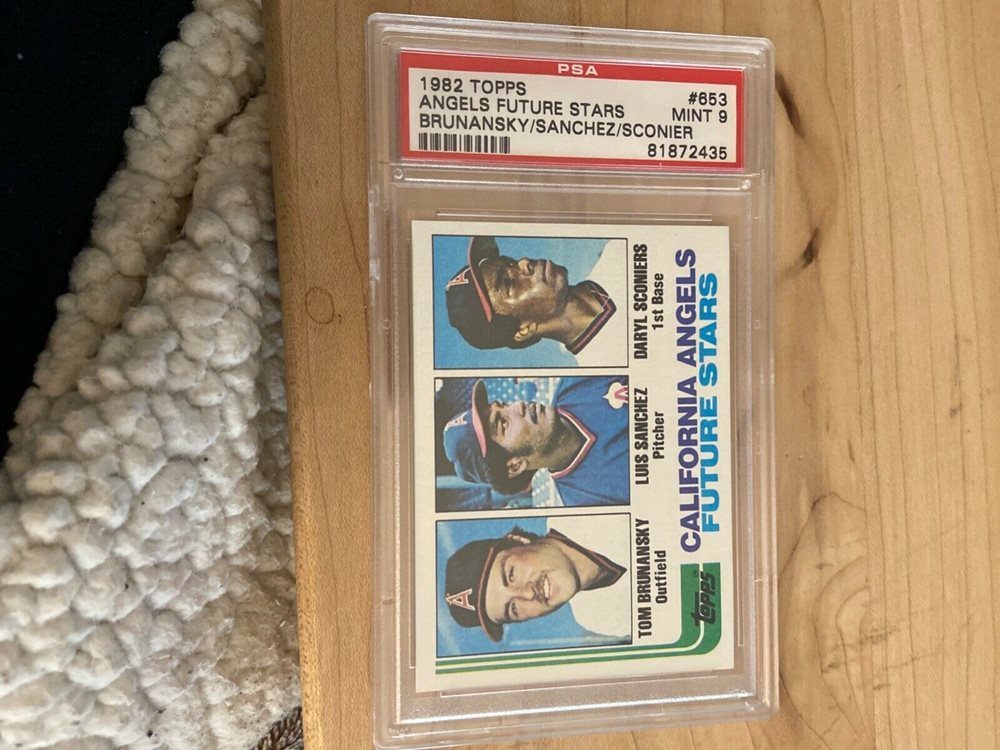 PSA
1982 TOPPS #653
ANGELS FUTURE STARS MINT 9
BRUNANSKY/SANCHEZ/SCONIER
81872435
TOM BRUNANSKY
Outfield
LUIS SANCHEZ
Pitcher
DARYL SCONIERS
1st Base
topps®
CALIFORNIA ANGELS
FUTURE STARS
A
A
A
A